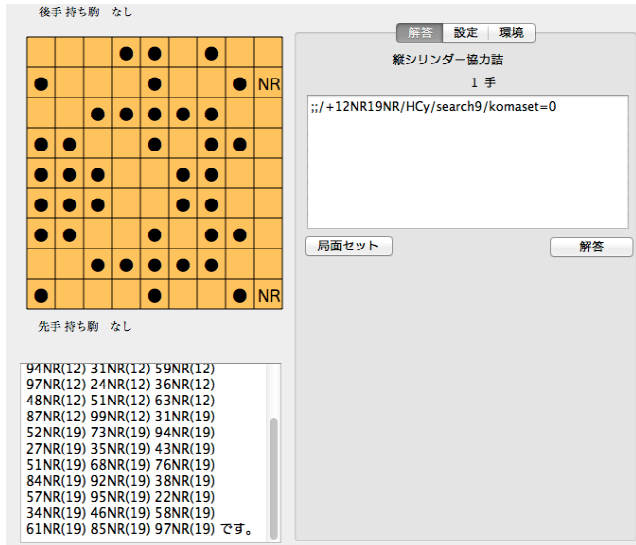 後手 持ち駒　なし
NR
NR
先手 持ち駒　なし
94NR(12) 31NR(12) 59NR(12)
97NR(12) 24NR(12) 36NR(12)
48NR(12) 51NR(12) 63NR(12)
87NR(12) 99NR(12) 31NR(19)
52NR(19) 73NR(19) 94NR(19)
27NR(19) 35NR(19) 43NR(19)
51NR(19) 68NR(19) 76NR(19)
84NR(19) 92NR(19) 38NR(19)
57NR(19) 95NR(19) 22NR(19)
34NR(19) 46NR(19) 58NR(19)
61NR(19) 85NR(19) 97NR(19) です。
解答 設定 環境
縦シリンダー協力詰
1 手
;;/+12NR19NR/HCy/search9/komaset=0
局面セット
解答